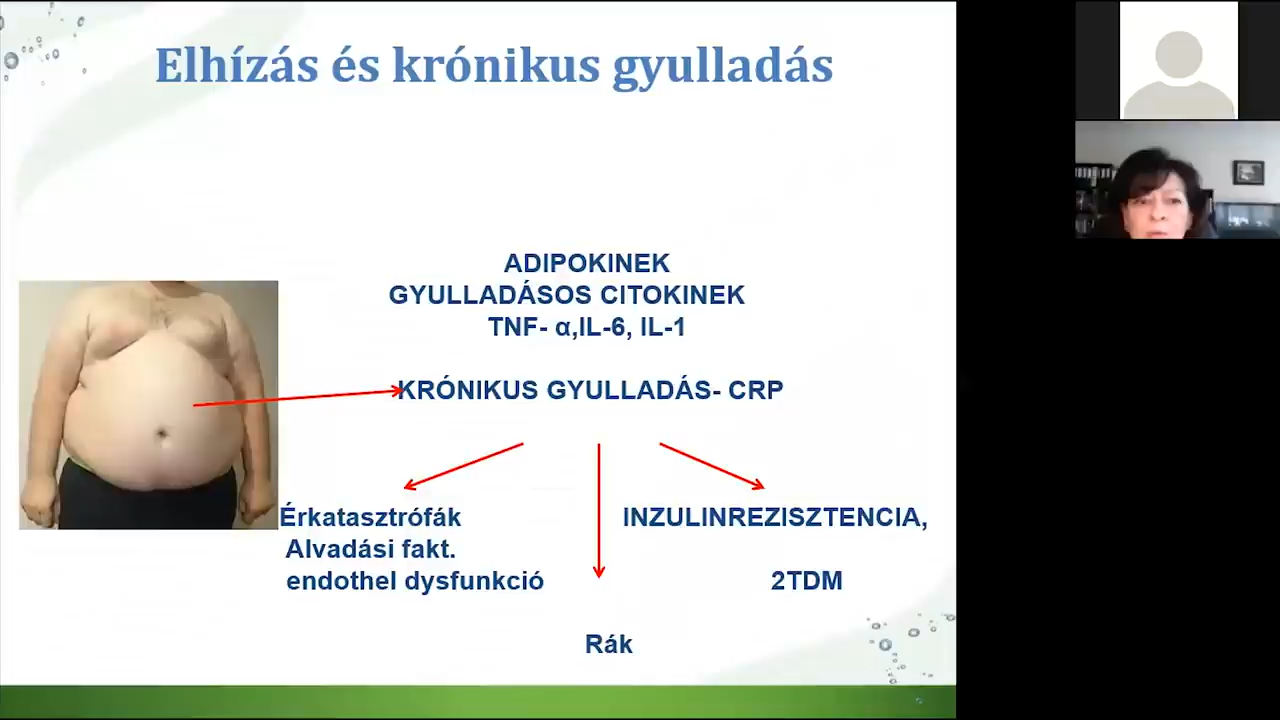 Elhízás és krónikus gyulladás
ADIPOKINEK
GYULLADÁSOS CITOKINEK
TNF- α,IL-6, IL-1
KRÓNIKUS GYULLADÁS- CRP
Érkatasztrófák
Alvadási fakt.
endothel dysfunkció
INZULINREZISZTENCIA,
2TDM
Rák